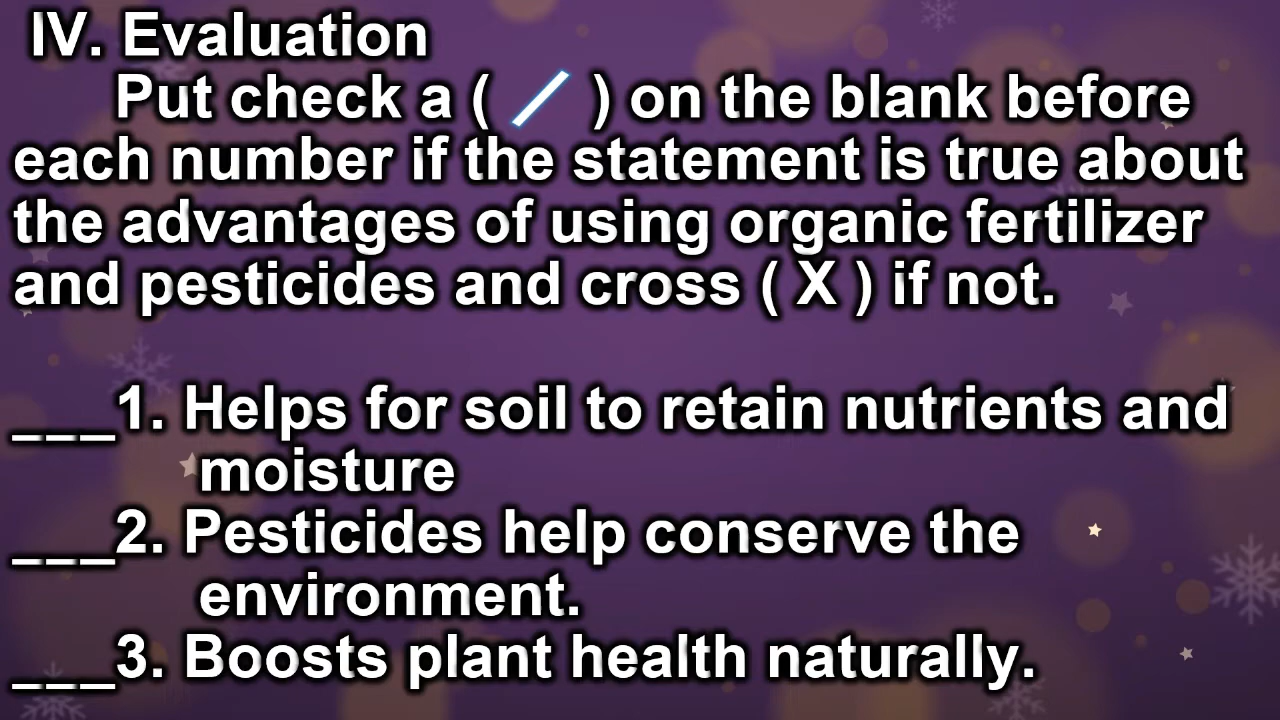 IV. Evaluation
Put check a ( / ) on the blank before
each number if the statement is true about
the advantages of using organic fertilizer
and pesticides and cross ( X ) if not.
___1. Helps for soil to retain nutrients and
moisture
___2. Pesticides help conserve the
environment.
___3. Boosts plant health naturally.